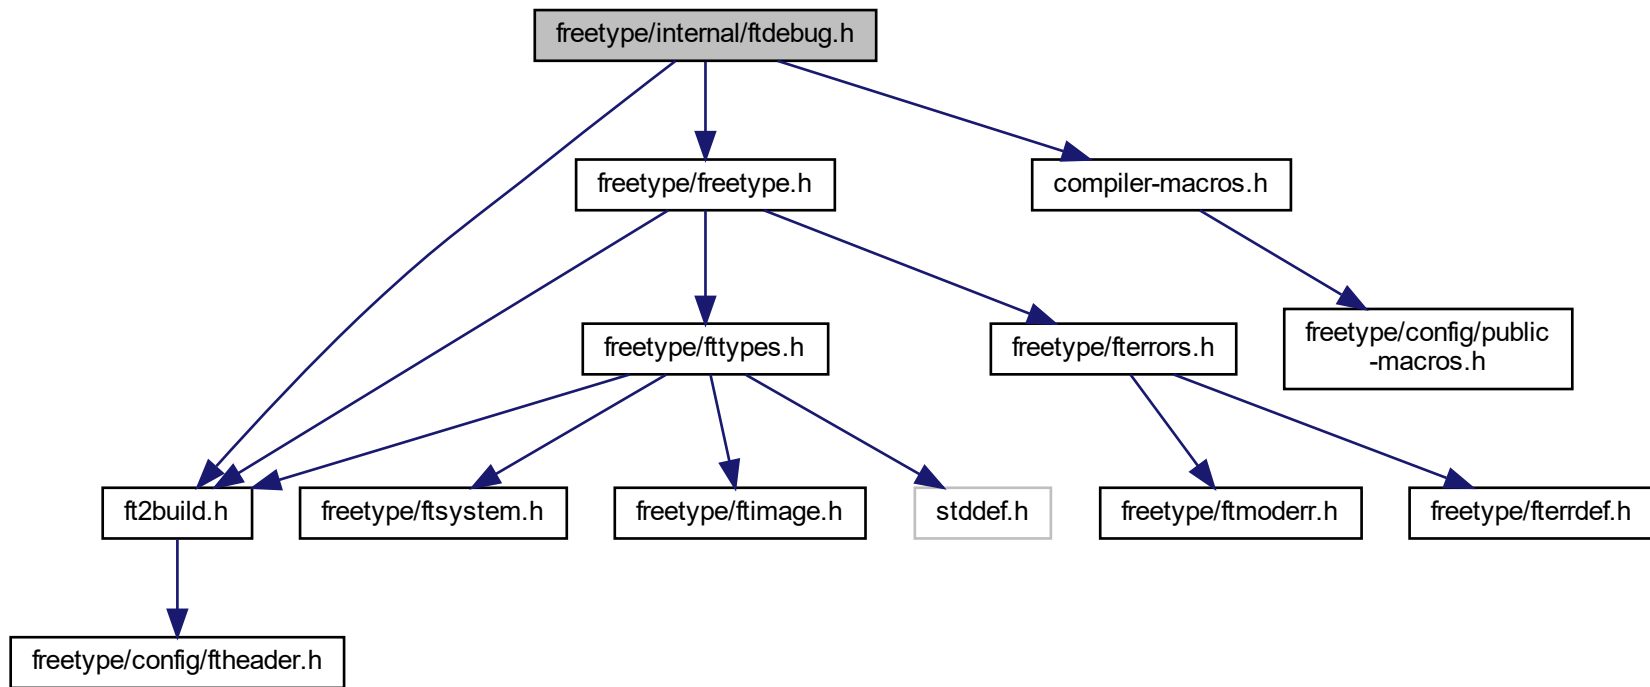 freetype/internal/ftdebug.h
freetype/freetype.h
compiler-macros.h
freetype/fttypes.h
freetype/fterrors.h
freetype/config/public
-macros.h
ft2build.h
freetype/ftsystem.h
freetype/ftimage.h
stddef.h
freetype/ftmoderr.h
freetype/fterrdef.h
freetype/config/ftheader.h